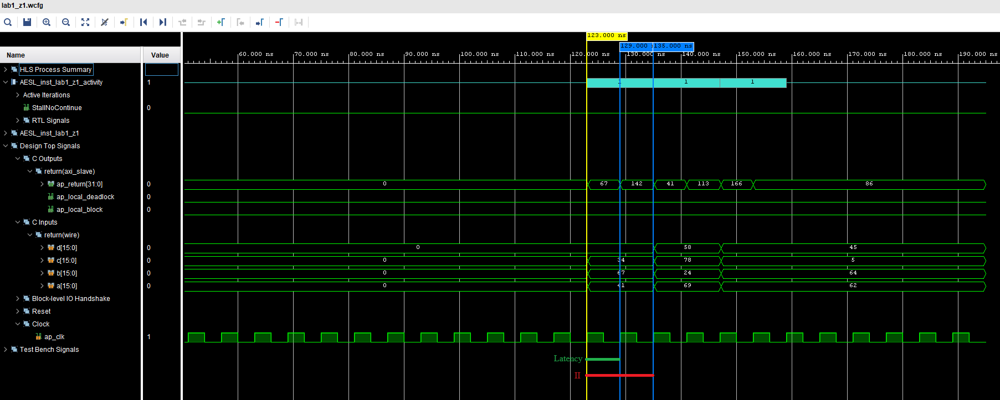 lab1_z1.wcfg
123.000 ns
129.000 135.000 ns
Name Value
60.000 ns 70.000 ns 80.000 ns 90.000 ns 100.000 ns 110.000 ns 120.000 ns 130.000 ns 140.000 ns 150.000 ns 160.000 ns 170.000 ns 180.000 ns 190.000 ns
HLS Process Summary
AESL_inst_lab1_z1_activity 1 1 1 1
Active Iterations
StallNoContinue 0
RTL Signals
AESL_inst_lab1_z1
Design Top Signals
C Outputs
return(axi_slave)
ap_return[31:0] 0 0 67 142 41 113 166 86
ap_local_deadlock 0
ap_local_block 0
C Inputs
return(wire)
d[15:0] 0 0 58 45
c[15:0] 0 0 34 78 5
b[15:0] 0 0 67 24 64
a[15:0] 0 0 41 69 62
Block-level IO Handshake
Reset
Clock
ap_clk 1
Test Bench Signals
Latency
II